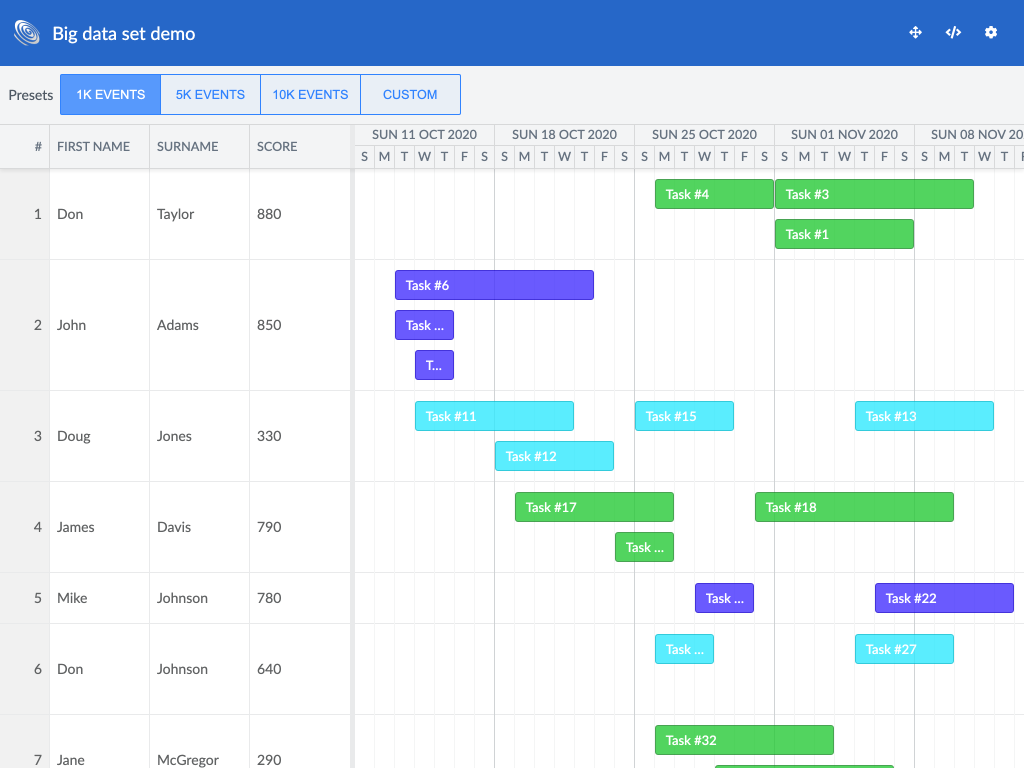 Big data set demo
Presets 1K EVENTS 5K EVENTS 10K EVENTS CUSTOM
# FIRST NAME SURNAME SCORE SUN 11 OCT 2020 SUN 18 OCT 2020 SUN 25 OCT 2020 SUN 01 NOV 2020 SUN 08 NOV 20
S M T W T F S S M T W T F S S M T W T F S S M T W T F S S M T W T F
1 Don Taylor 880 Task #4 Task #3
Task #1
2 John Adams 850 Task #6
Task ...
T...
3 Doug Jones 330 Task #11 Task #15 Task #13
Task #12
4 James Davis 790 Task #17 Task #18
Task ...
5 Mike Johnson 780 Task ... Task #22
6 Don Johnson 640 Task ... Task #27
7 Jane McGregor 290 Task #32